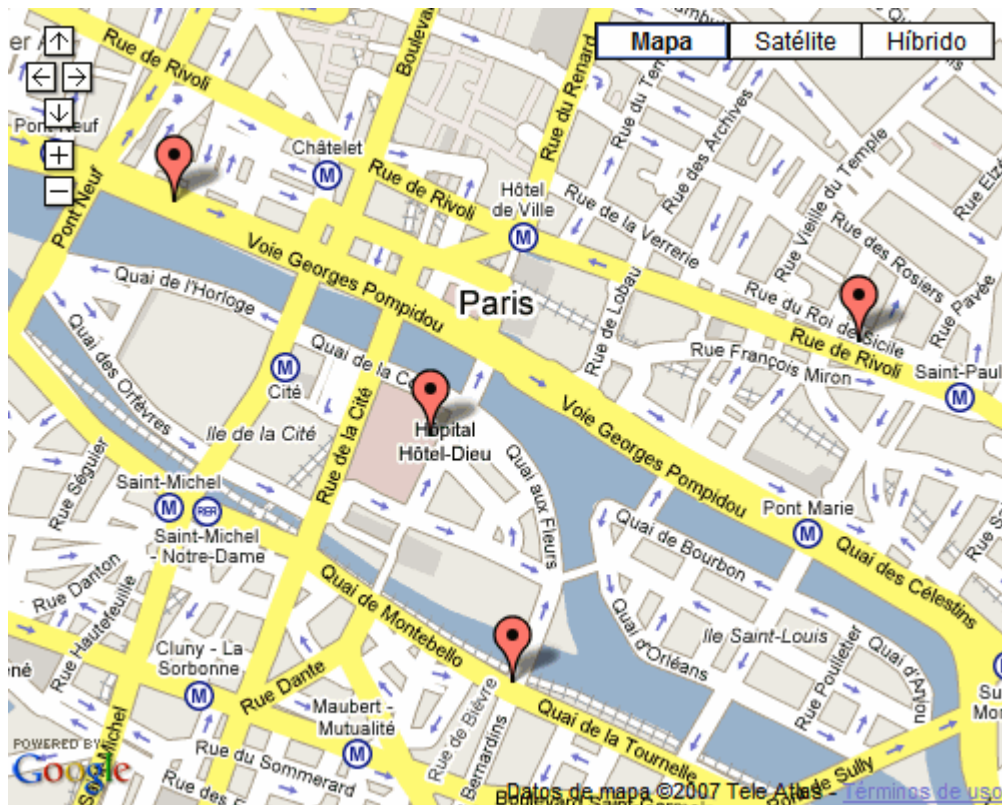 Mapa
Satélite
Híbrido
Rue de Rivoli
Boulevard
Rue du Renard
Rue du Temple
Rue des Archives
Rue Vieille du Temple
Pont Neuf
Châtelet
M
Rue de Rivoli
Hôtel
de Ville
M
Rue de la Verrerie
Rue des Rosiers
Rue Pavée
Pont Neuf
Voie Georges Pompidou
Quai de l'Horloge
Paris
Rue de Lobau
Rue du Roi de Sicile
Rue de Rivoli
Rue François Miron
Saint-Paul
M
Quai des Orfèvres
M
Cité
Quai de la
Rue de la Cité
Ile de la Cité
Hôpital
Hôtel-Dieu
Voie Georges Pompidou
Rue Séguier
Saint-Michel
M
RER
Saint-Michel
- Notre-Dame
Quai aux Fleurs
Pont Marie
M
Quai de Bourbon
Quai des Célestins
Rue Danton
Rue Hautefeuille
Quai de Montebello
Quai d'Orléans
Ile Saint-Louis
Rue Poulletier
Quai d'Anjou
Cluny - La
Sorbonne
M
Rue Dante
Maubert -
Mutualité
M
Rue de Bièvre
Bernardins
Quai de la Tournelle
Rue du Sommerard
Michel
de Sully
POWERED BY
Google
Datos de mapa ©2007 Tele Atlas - Términos de uso